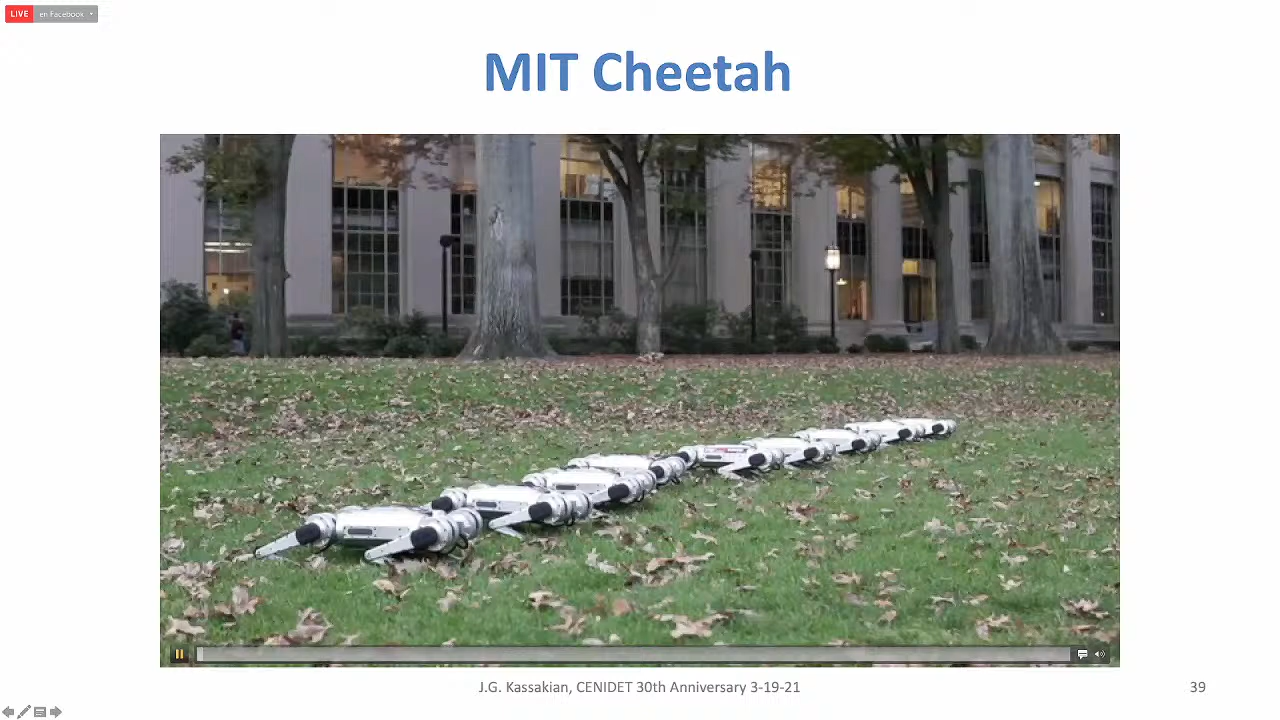 LIVE en Facebook
MIT Cheetah
J.G. Kassakian, CENIDET 30th Anniversary 3-19-21
39